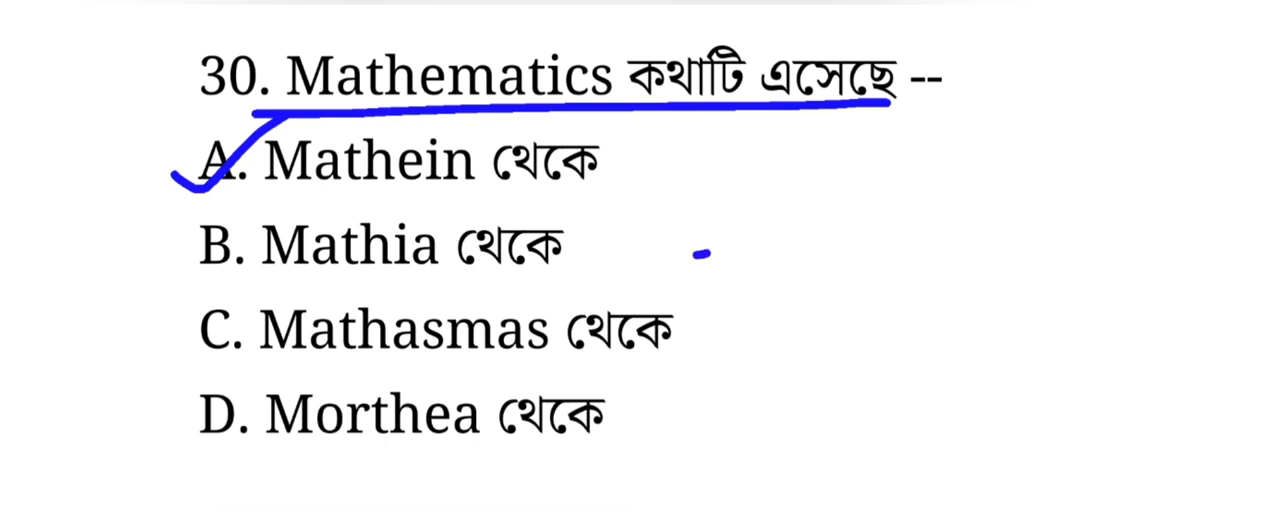 30. Mathematics কথাটি এসেছে --
A. Mathein থেকে
B. Mathia থেকে
C. Mathasmas থেকে
D. Morthea থেকে